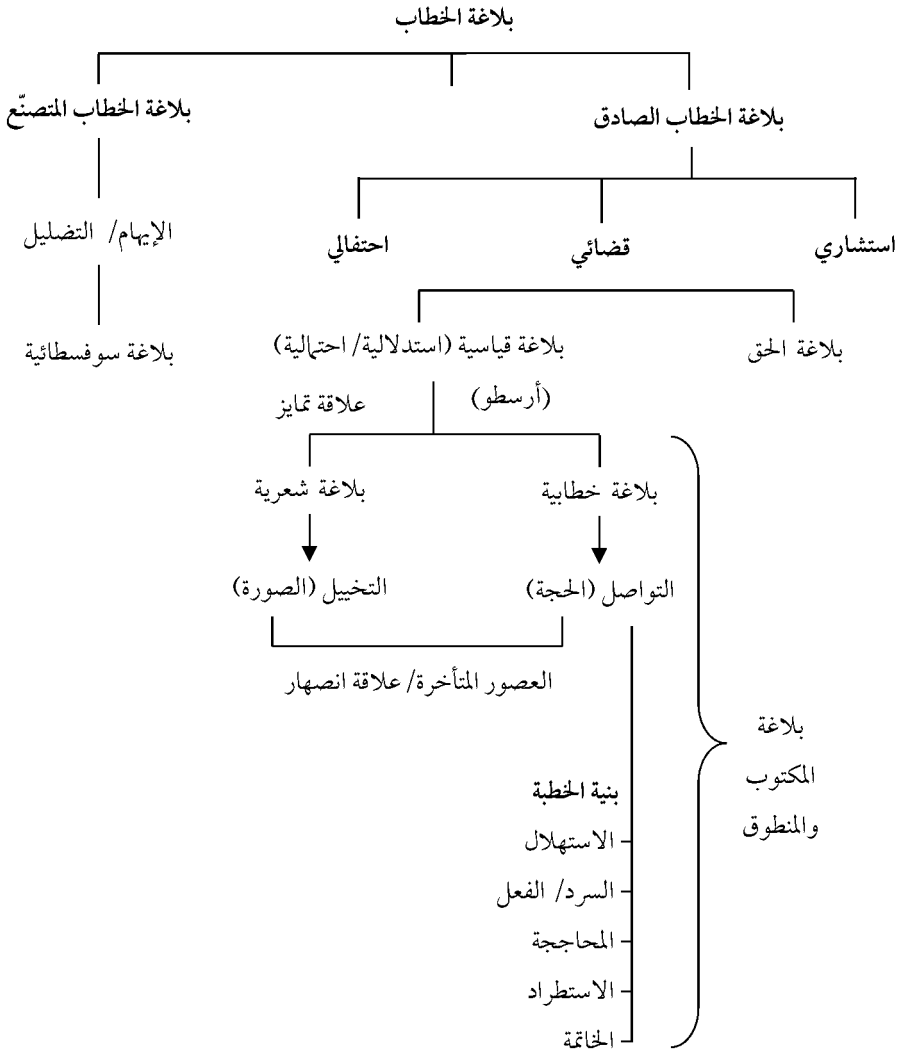 بلاغة الخطاب
بلاغة الخطاب الصادق
بلاغة الخطاب المتصنّع
استشاري
قضائي
احتفالي
الإيهام/ التضليل
بلاغة الحق
بلاغة قياسية (استدلالية/ احتمالية)
بلاغة سوفسطائية
(أرسطو)
علاقة تمايز
بلاغة خطابية
بلاغة شعرية
التواصل (الحجة)
التخييل (الصورة)
العصور المتأخرة/ علاقة انصهار
بلاغة
المكتوب
والمنطوق
بنية الخطبة
الاستهلال
السرد/ الفعل
المحاججة
الاستطراد
الخاتمة